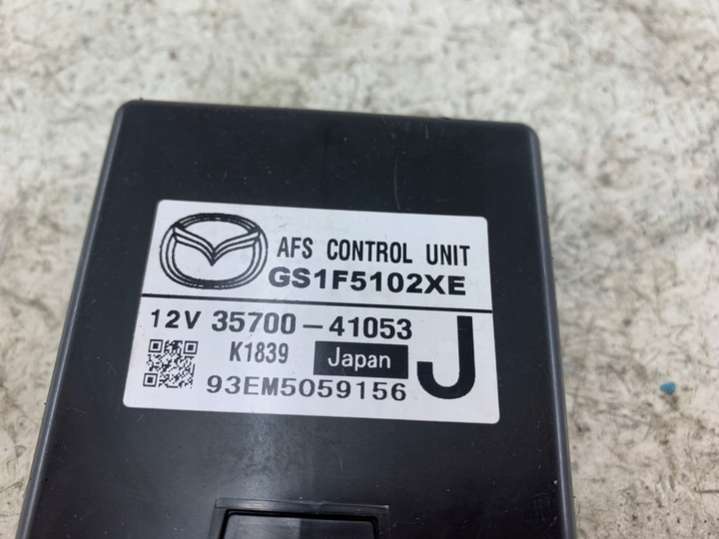 AFS CONTROL UNIT
GS1F5102XE
12V 35700-41053
K1839 Japan J
93EM5059156